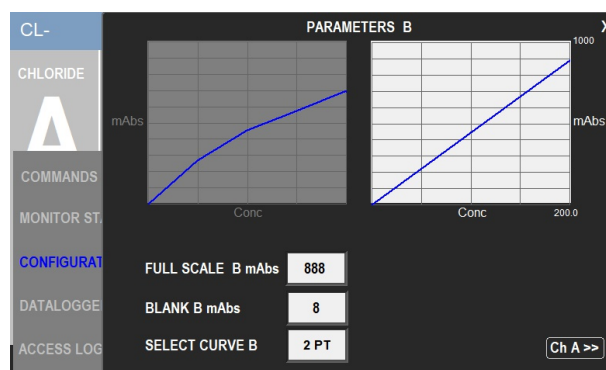 CL-
PARAMETERS B
X
CHLORIDE
A
1000
mAbs
mAbs
Conc
Conc
200.0
COMMANDS
MONITOR ST.
CONFIGURAT
DATALOGGE
ACCESS LOG
FULL SCALE B mAbs
888
BLANK B mAbs
8
SELECT CURVE B
2 PT
Ch A >>